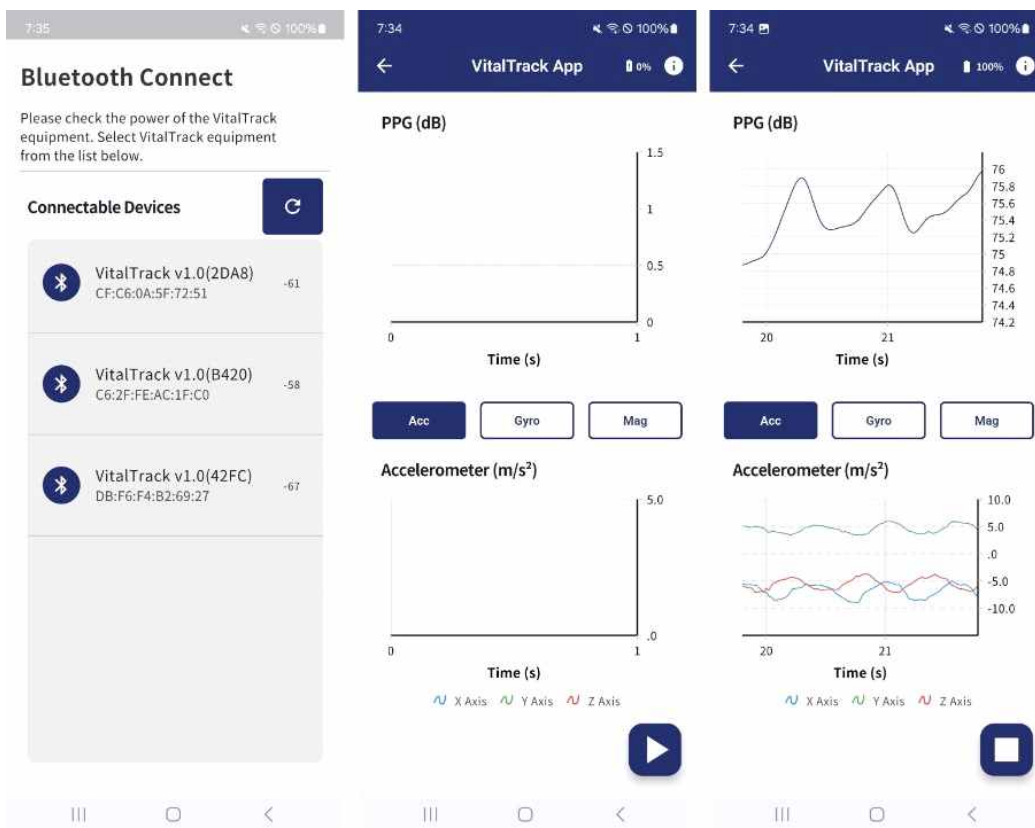 7:35
100%
Bluetooth Connect
Please check the power of the VitalTrack
equipment. Select VitalTrack equipment
from the list below.
Connectable Devices
VitalTrack v1.0(2DA8)
CF:C6:0A:5F:72:51
-61
VitalTrack v1.0(B420)
C6:2F:FE:AC:1F:C0
-58
VitalTrack v1.0(42FC)
DB:F6:F4:B2:69:27
-67
7:34
100%
VitalTrack App
0%
PPG (dB)
1.5
1
0.5
0
0
1
Time (s)
Acc
Gyro
Mag
Accelerometer (m/s²)
5.0
.0
0
1
Time (s)
X Axis
Y Axis
Z Axis
7:34
100%
VitalTrack App
100%
PPG (dB)
76
75.8
75.6
75.4
75.2
75
74.8
74.6
74.4
74.2
20
21
Time (s)
Acc
Gyro
Mag
Accelerometer (m/s²)
10.0
5.0
.0
-5.0
-10.0
20
21
Time (s)
X Axis
Y Axis
Z Axis